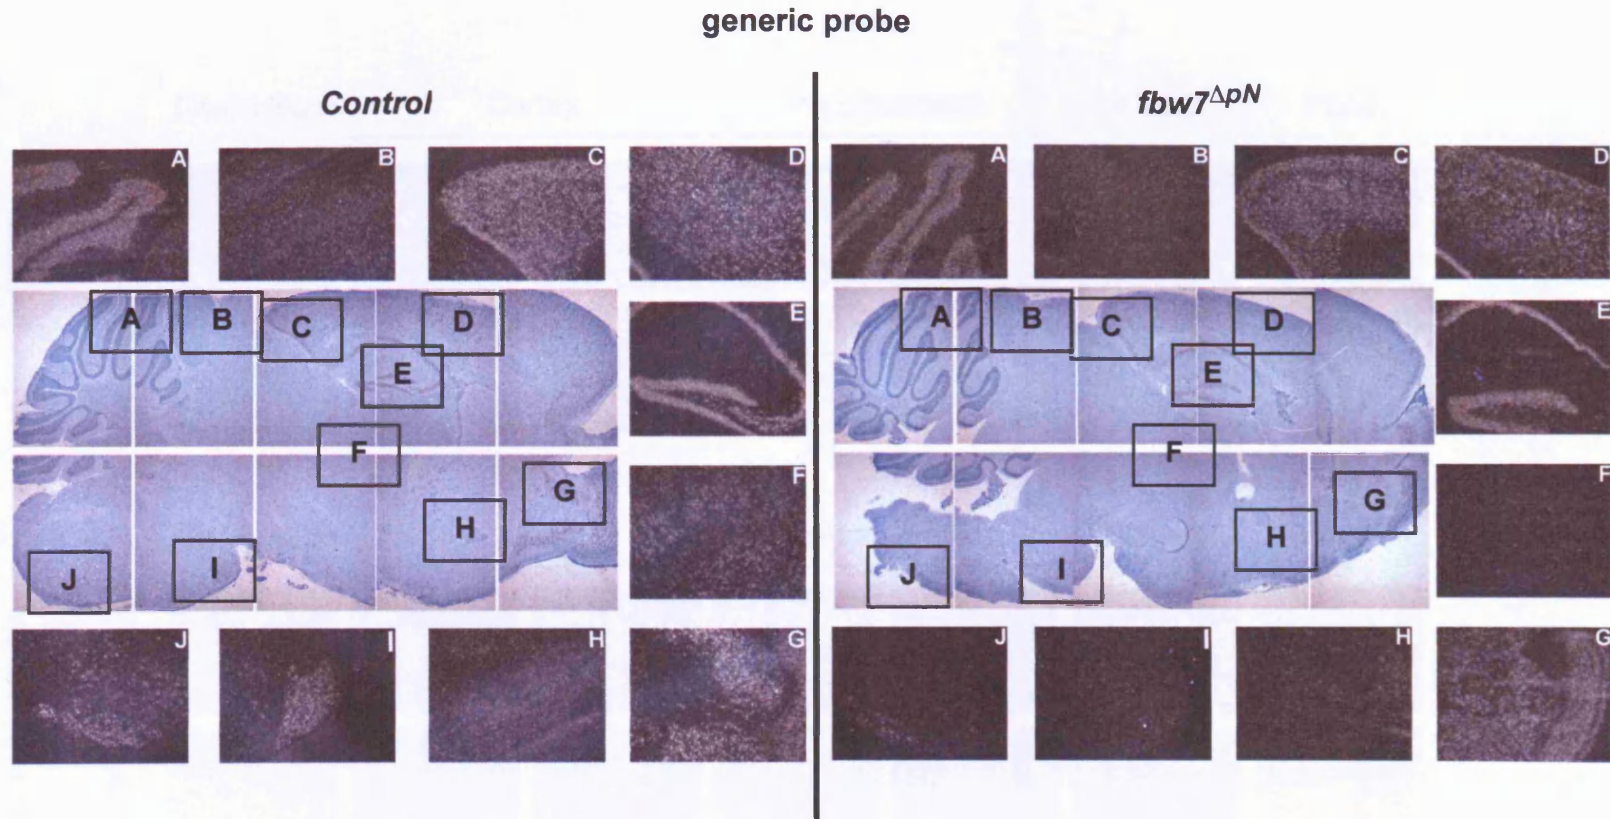 generic probe
Control
fbw7ΔpN
A B C D
A B C D
E
E
F
F
G
H
I
J
J I H G
A B C D
A B C D
E
E
F
F
G
H
I
J
J I H G